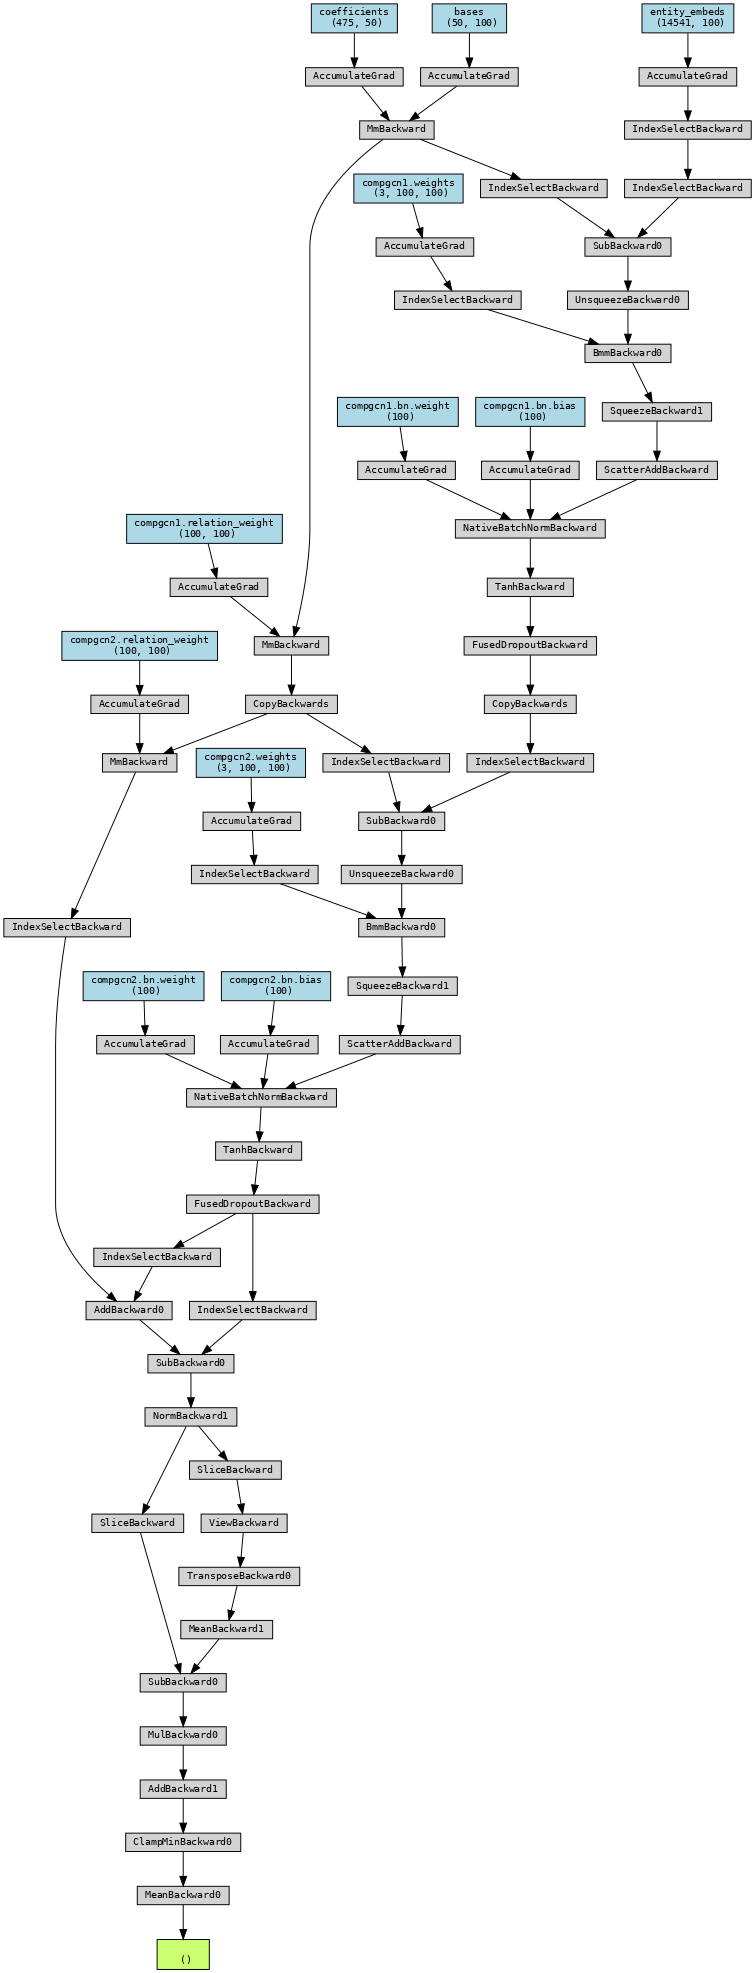 coefficients
(475, 50)
bases
(50, 100)
entity_embeds
(14541, 100)
AccumulateGrad
AccumulateGrad
AccumulateGrad
MmBackward
IndexSelectBackward
compgcn1.weights
(3, 100, 100)
IndexSelectBackward
IndexSelectBackward
AccumulateGrad
SubBackward0
IndexSelectBackward
UnsqueezeBackward0
BmmBackward0
compgcn1.bn.weight
(100)
compgcn1.bn.bias
(100)
SqueezeBackward1
AccumulateGrad
AccumulateGrad
ScatterAddBackward
compgcn1.relation_weight
(100, 100)
NativeBatchNormBackward
AccumulateGrad
TanhBackward
compgcn2.relation_weight
(100, 100)
MmBackward
FusedDropoutBackward
AccumulateGrad
CopyBackwards
CopyBackwards
MmBackward
compgcn2.weights
(3, 100, 100)
IndexSelectBackward
IndexSelectBackward
AccumulateGrad
SubBackward0
IndexSelectBackward
UnsqueezeBackward0
IndexSelectBackward
BmmBackward0
compgcn2.bn.weight
(100)
compgcn2.bn.bias
(100)
SqueezeBackward1
AccumulateGrad
AccumulateGrad
ScatterAddBackward
NativeBatchNormBackward
TanhBackward
FusedDropoutBackward
IndexSelectBackward
AddBackward0
IndexSelectBackward
SubBackward0
NormBackward1
SliceBackward
SliceBackward
ViewBackward
TransposeBackward0
MeanBackward1
SubBackward0
MulBackward0
AddBackward1
ClampMinBackward0
MeanBackward0
()